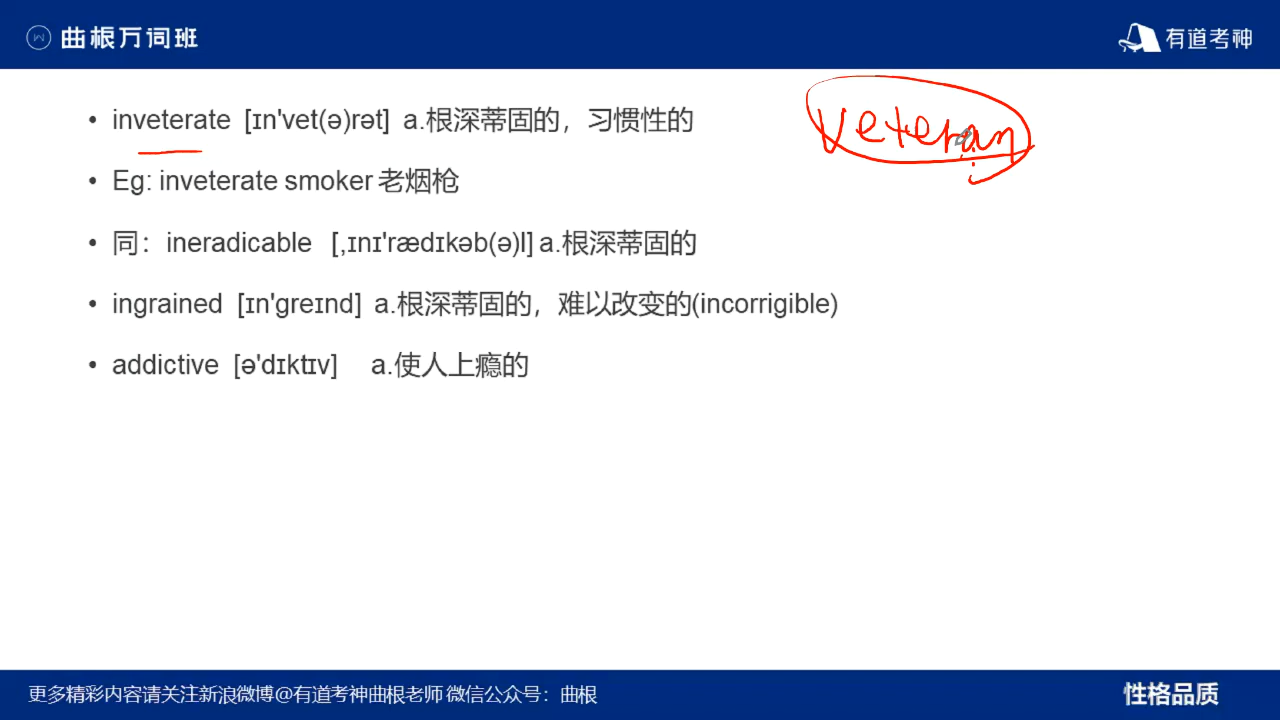 曲根万词班
有道考神
• inveterate [ɪn'vet(ə)rət] a.根深蒂固的，习惯性的
veteran
• Eg: inveterate smoker 老烟枪
• 同：ineradicable [,ɪnɪ'rædɪkəb(ə)l] a.根深蒂固的
• ingrained [ɪn'greɪnd] a.根深蒂固的，难以改变的(incorrigible)
• addictive [ə'dɪktɪv] a.使人上瘾的
更多精彩内容请关注新浪微博@有道考神曲根老师 微信公众号：曲根
性格品质